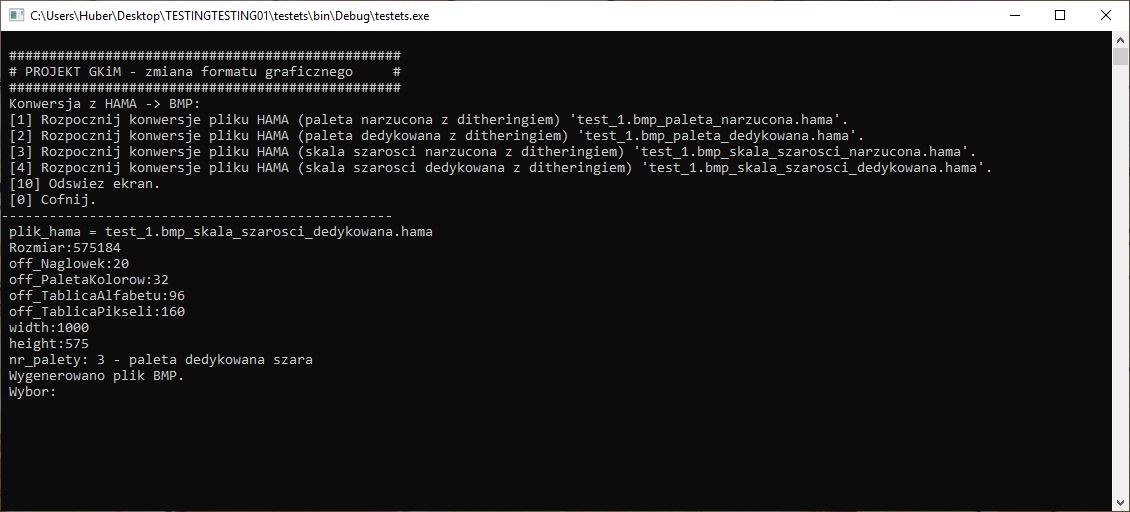 C:\Users\Huber\Desktop\TESTINGTESTING01\testets\bin\Debug\testets.exe
#################################################
# PROJEKT GKiM - zmiana formatu graficznego     #
#################################################
Konwersja z HAMA -> BMP:
[1] Rozpocznij konwersje pliku HAMA (paleta narzucona z ditheringiem) 'test_1.bmp_paleta_narzucona.hama'.
[2] Rozpocznij konwersje pliku HAMA (paleta dedykowana z ditheringiem) 'test_1.bmp_paleta_dedykowana.hama'.
[3] Rozpocznij konwersje pliku HAMA (skala szarosci narzucona z ditheringiem) 'test_1.bmp_skala_szarosci_narzucona.hama'.
[4] Rozpocznij konwersje pliku HAMA (skala szarosci dedykowana z ditheringiem) 'test_1.bmp_skala_szarosci_dedykowana.hama'.
[10] Odswiez ekran.
[0] Cofnij.
-------------------------------------------------
plik_hama = test_1.bmp_skala_szarosci_dedykowana.hama
Rozmiar:575184
off_Naglowek:20
off_PaletaKolorow:32
off_TablicaAlfabetu:96
off_TablicaPikseli:160
width:1000
height:575
nr_palety: 3 - paleta dedykowana szara
Wygenerowano plik BMP.
Wybor: